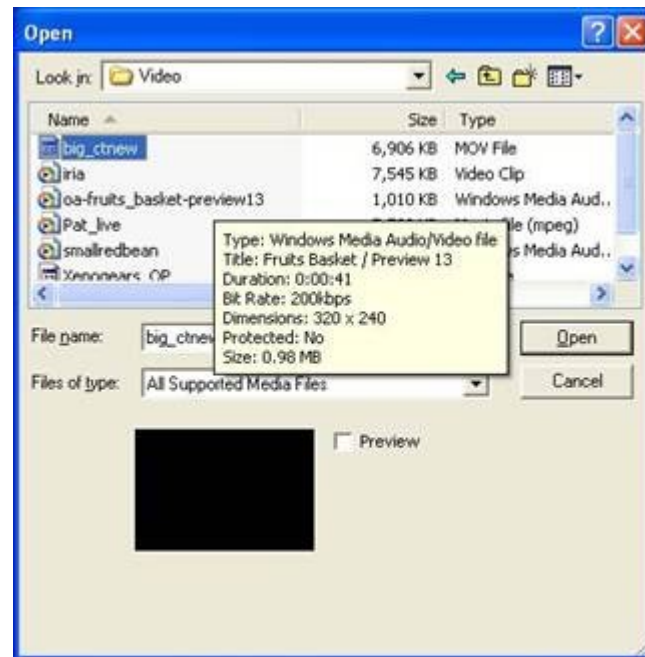 Open
Look in: Video
Name Size Type
big_ctnew 6,906 KB MOV File
iria 7,545 KB Video Clip
oa-fruits_basket-preview13 1,010 KB Windows Media Aud..
Pat_live (mpeg)
smallredbean Media Aud..
Xenogears_OP
Type: Windows Media Audio/Video file
Title: Fruits Basket / Preview 13
Duration: 0:00:41
Bit Rate: 200kbps
Dimensions: 320 x 240
Protected: No
Size: 0.98 MB
File name: big_ctnew Open
Files of type: All Supported Media Files Cancel
Preview